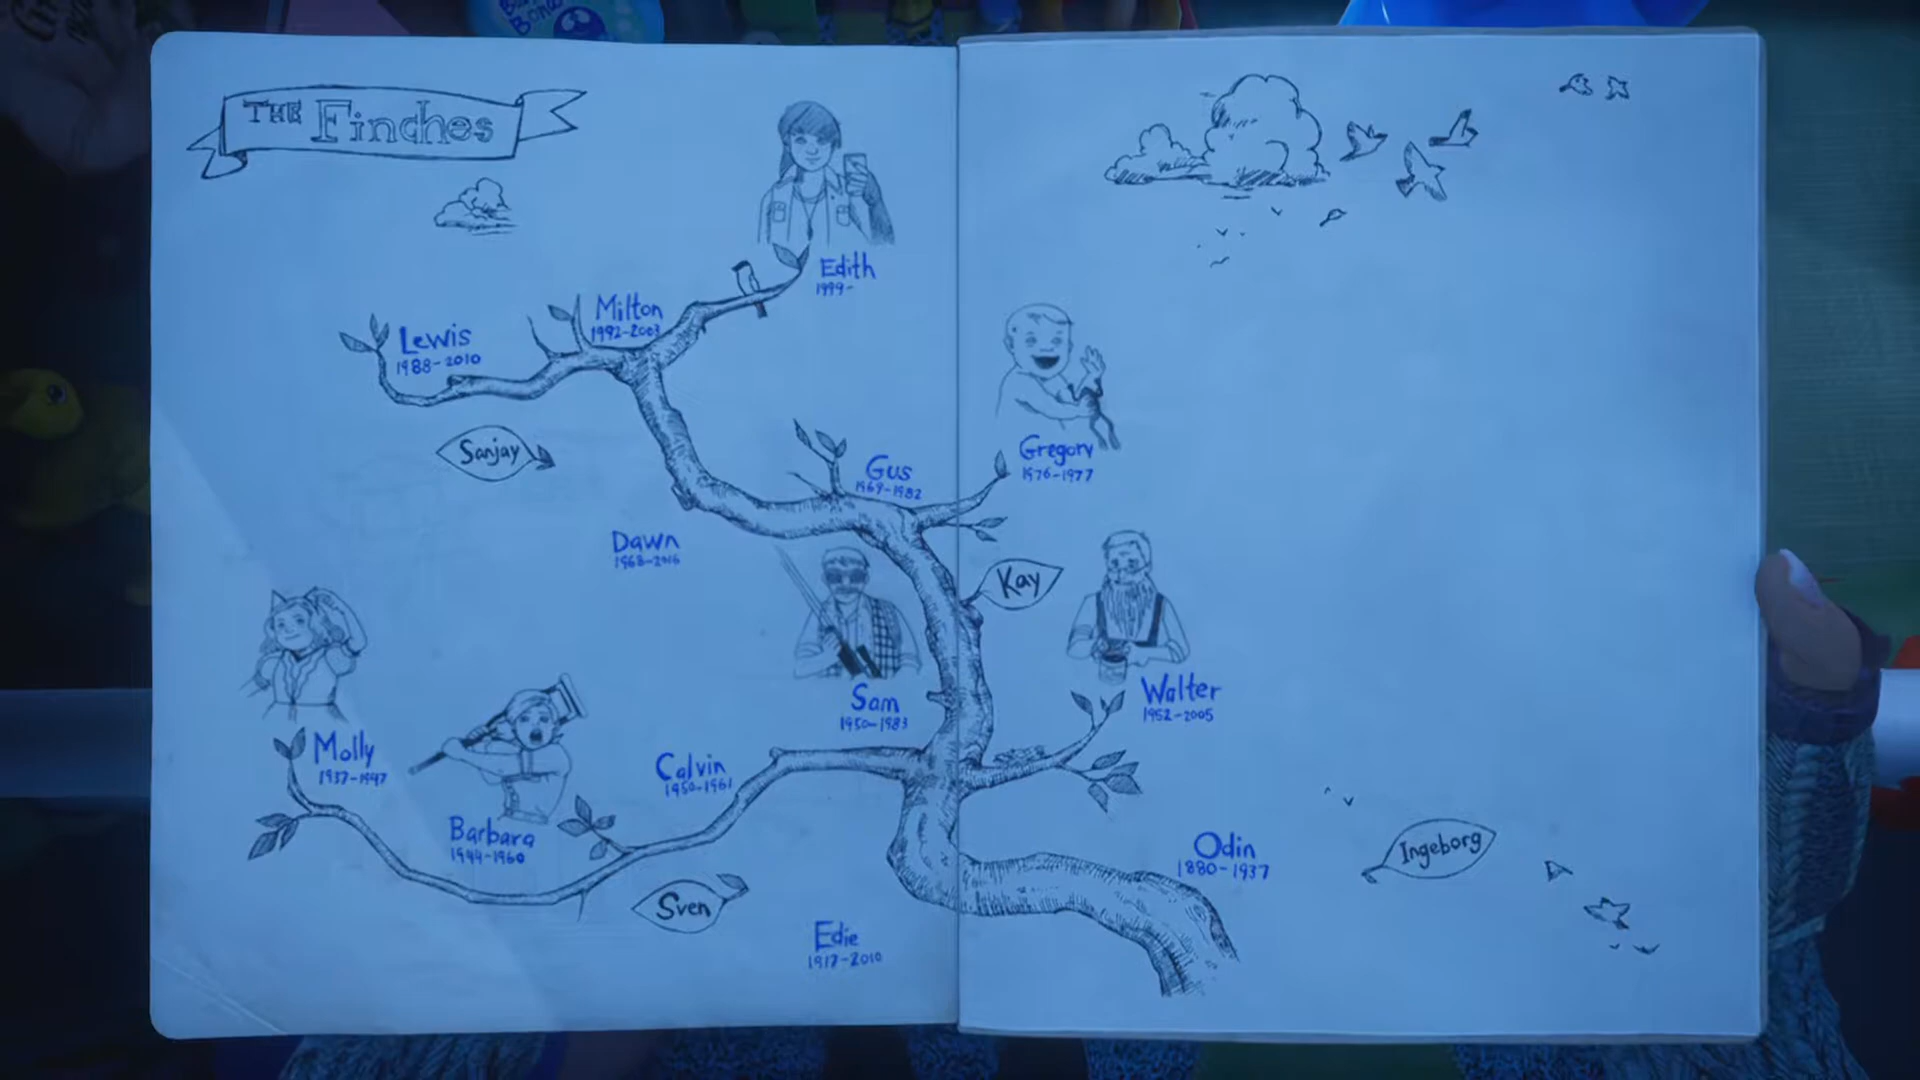 THE Finches
Edith
1999-
Milton
1992-2003
Lewis
1988-2010
Sanjay
Gus
1969-1982
Gregory
1976-1977
Dawn
1968-2016
Kay
Sam
1950-1983
Walter
1952-2005
Molly
1937-1947
Barbara
1944-1960
Calvin
1950-1961
Odin
1880-1937
Ingeborg
Sven
Edie
1917-2010